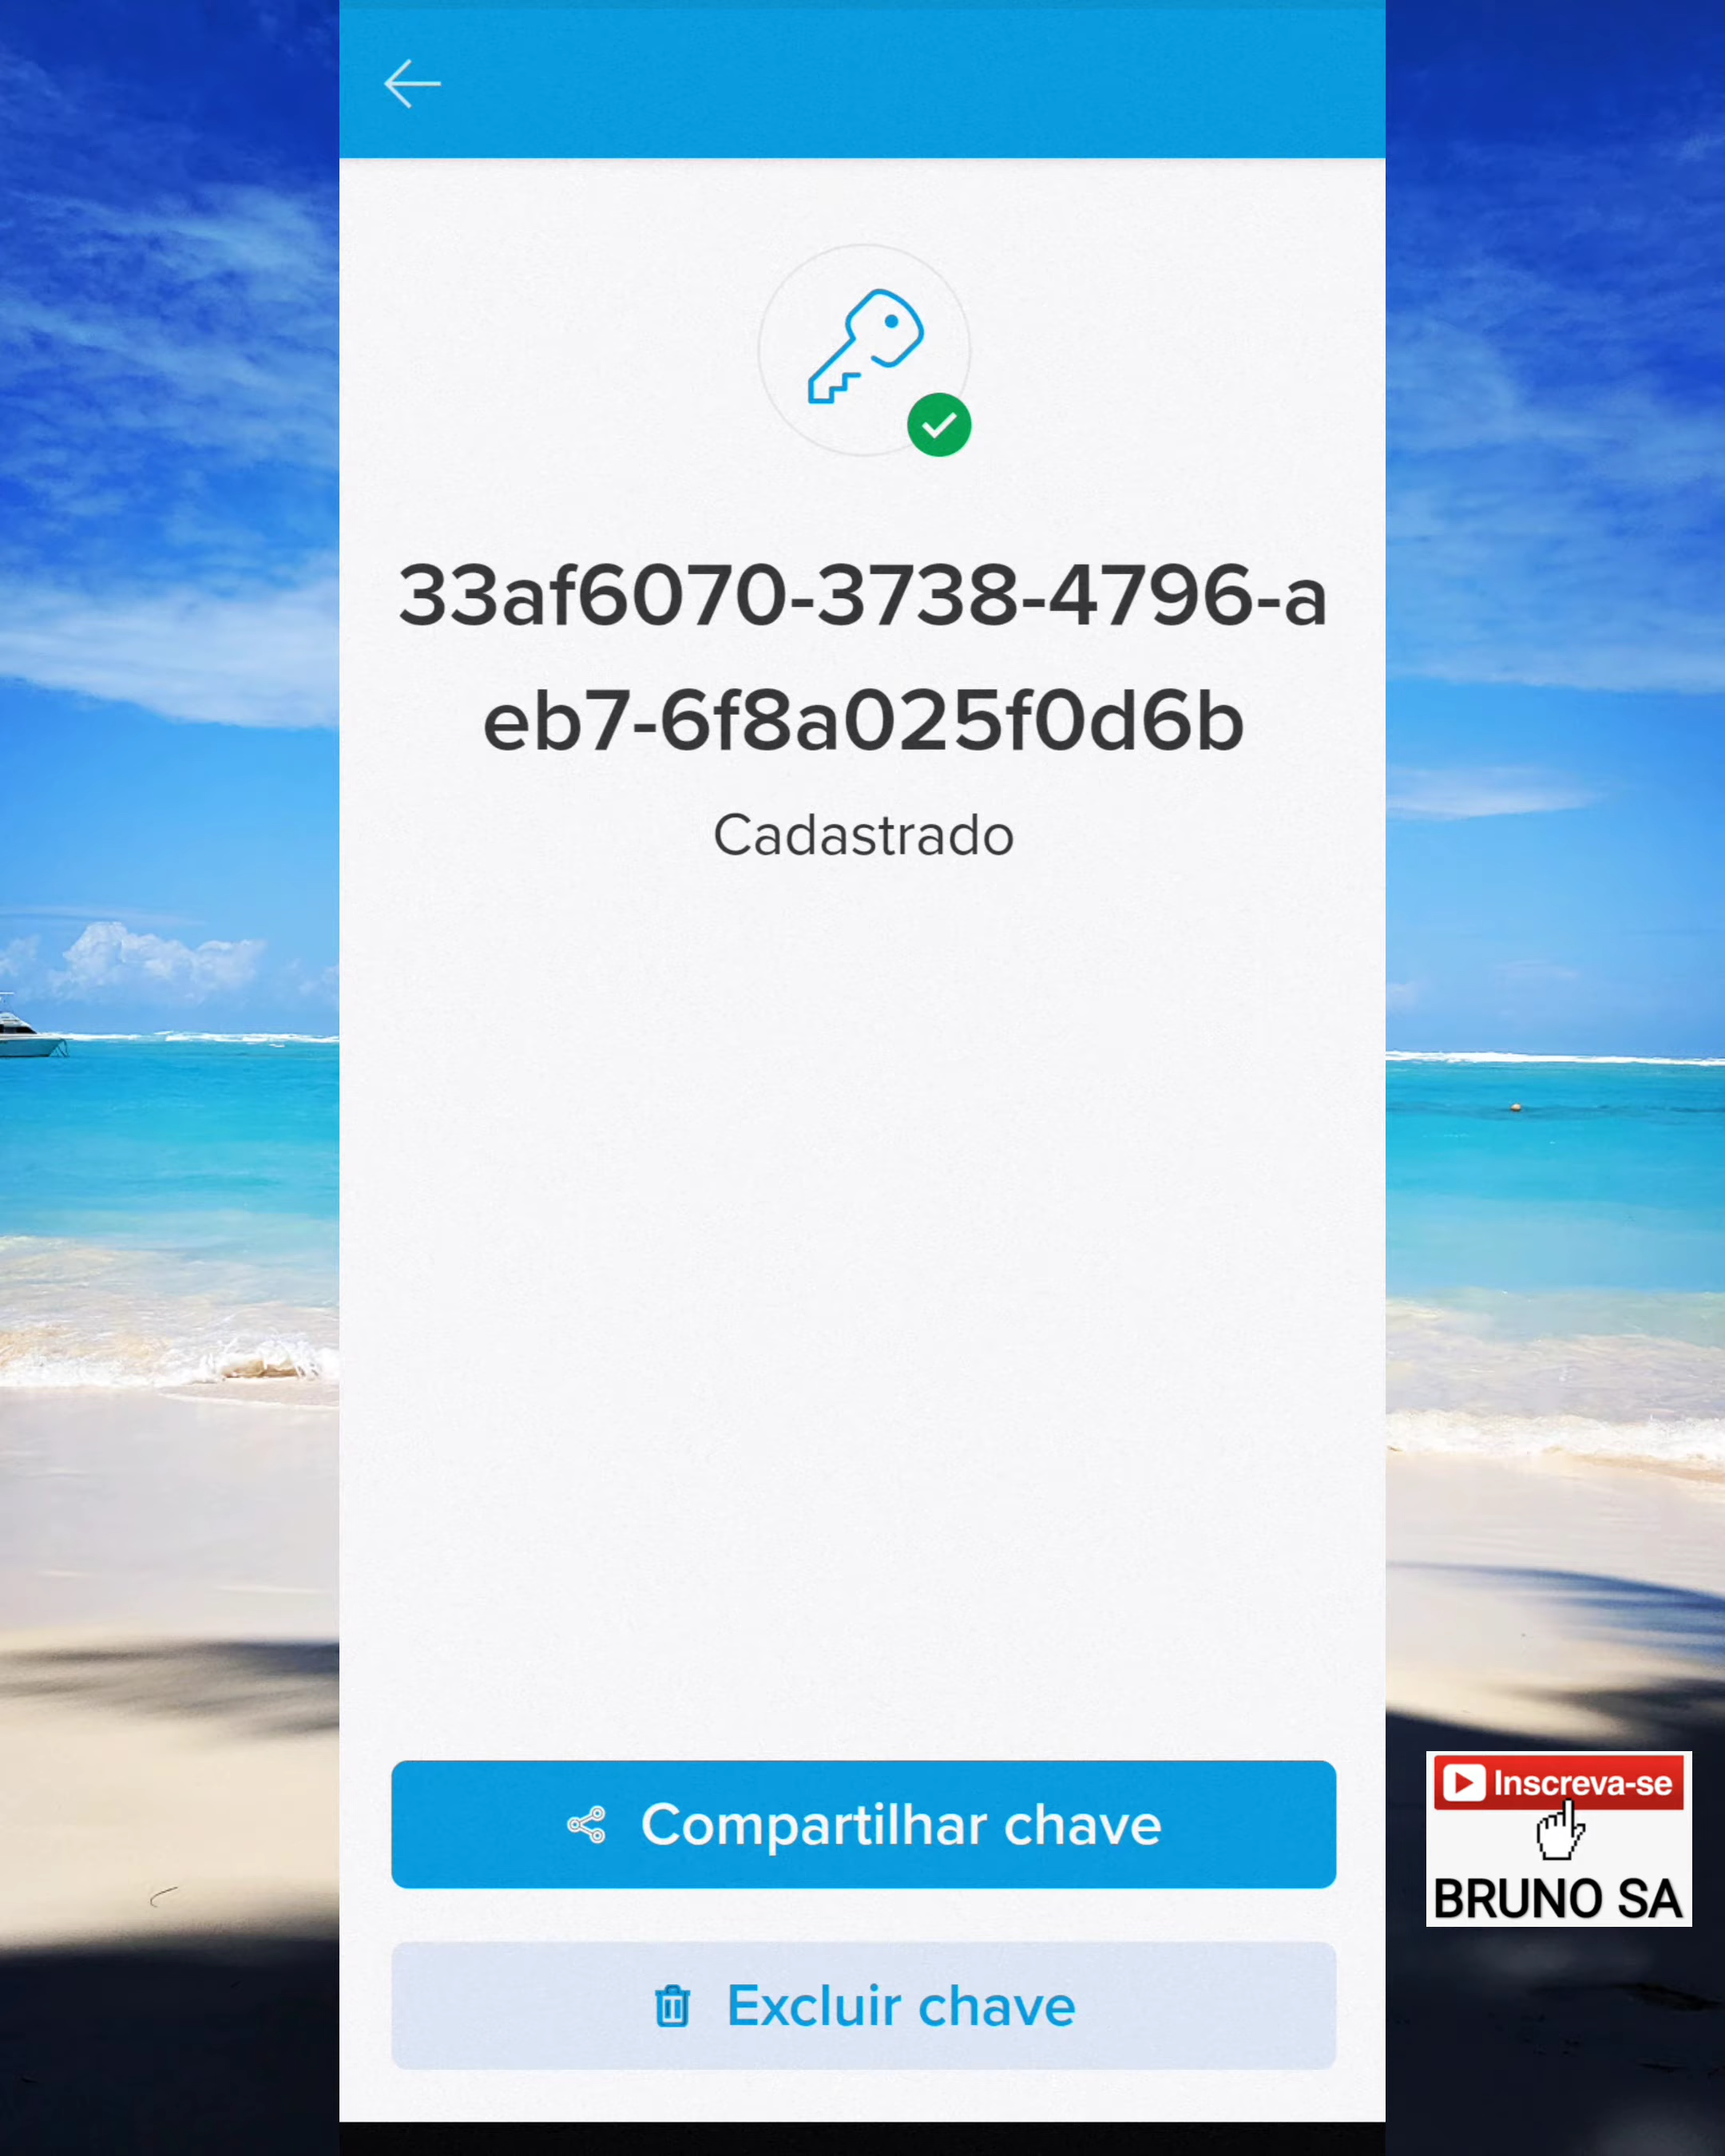 33af6070-3738-4796-a
eb7-6f8a025f0d6b
Cadastrado
Compartilhar chave
Excluir chave
Inscreva-se
BRUNO SA